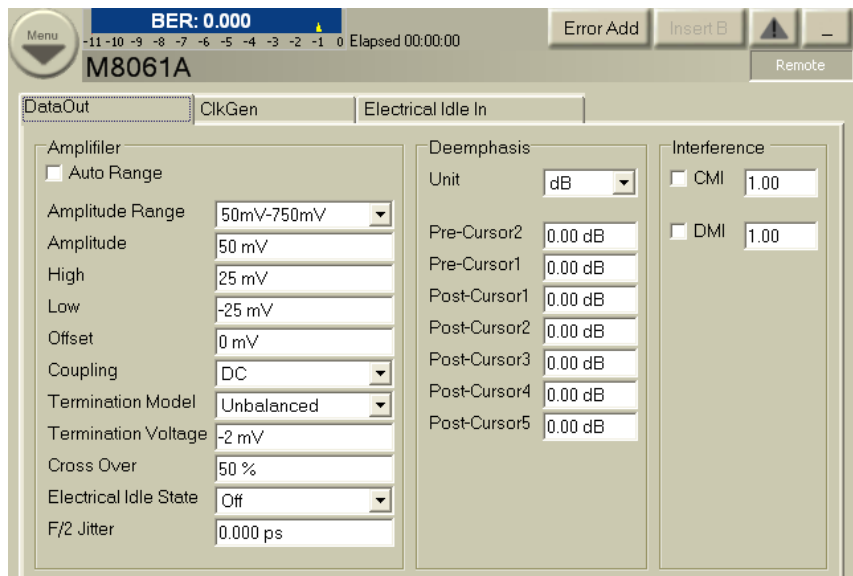 Menu
BER: 0.000
-11 -10 -9 -8 -7 -6 -5 -4 -3 -2 -1 0 Elapsed 00:00:00
Error Add
Insert B
_
M8061A
Remote
DataOut
ClkGen
Electrical Idle In
Amplifiler
Auto Range
Amplitude Range 50mV-750mV
Amplitude 50 mV
High 25 mV
Low -25 mV
Offset 0 mV
Coupling DC
Termination Model Unbalanced
Termination Voltage -2 mV
Cross Over 50 %
Electrical Idle State Off
F/2 Jitter 0.000 ps
Deemphasis
Unit dB
Pre-Cursor2 0.00 dB
Pre-Cursor1 0.00 dB
Post-Cursor1 0.00 dB
Post-Cursor2 0.00 dB
Post-Cursor3 0.00 dB
Post-Cursor4 0.00 dB
Post-Cursor5 0.00 dB
Interference
CMI 1.00
DMI 1.00